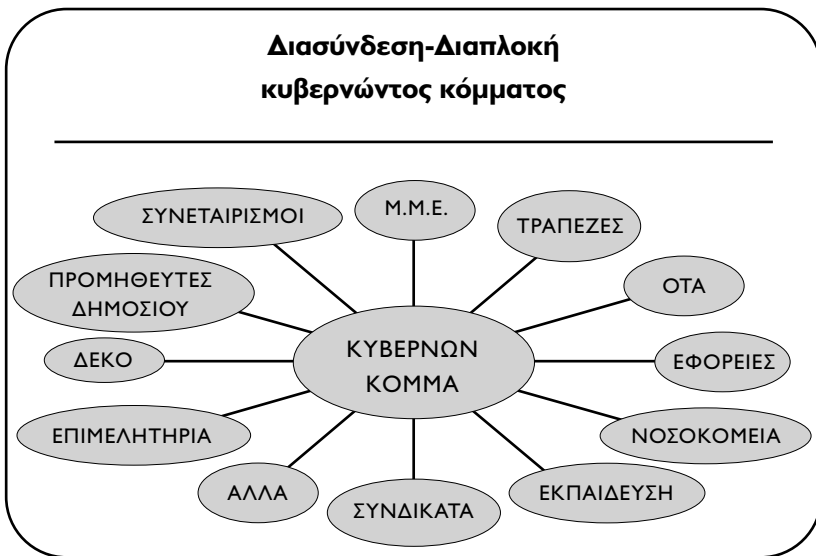 Διασύνδεση-Διαπλοκή
κυβερνώντος κόμματος
Μ.Μ.Ε.
ΣΥΝΕΤΑΙΡΙΣΜΟΙ
ΤΡΑΠΕΖΕΣ
ΠΡΟΜΗΘΕΥΤΕΣ
ΔΗΜΟΣΙΟΥ
ΟΤΑ
ΚΥΒΕΡΝΩΝ
ΚΟΜΜΑ
ΔΕΚΟ
ΕΦΟΡΕΙΕΣ
ΕΠΙΜΕΛΗΤΗΡΙΑ
ΝΟΣΟΚΟΜΕΙΑ
ΑΛΛΑ
ΣΥΝΔΙΚΑΤΑ
ΕΚΠΑΙΔΕΥΣΗ